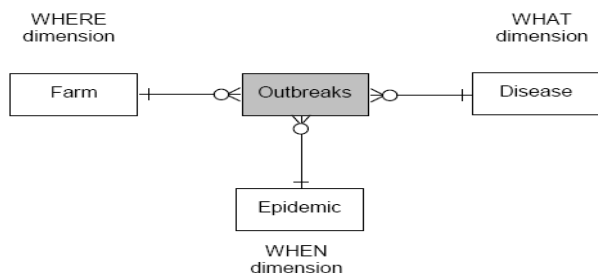 WHERE
dimension
WHAT
dimension
Farm
Outbreaks
Disease
Epidemic
WHEN
dimension